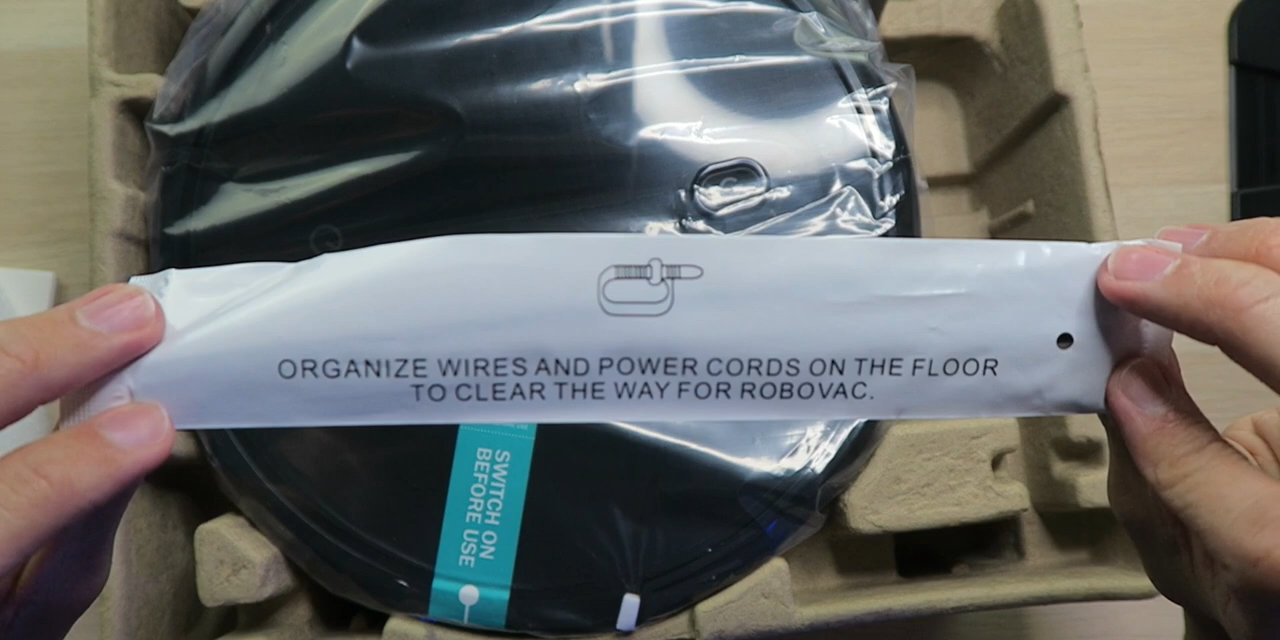 ORGANIZE WIRES AND POWER CORDS ON THE FLOOR
TO CLEAR THE WAY FOR ROBOVAC.
SWITCH ON
BEFORE USE